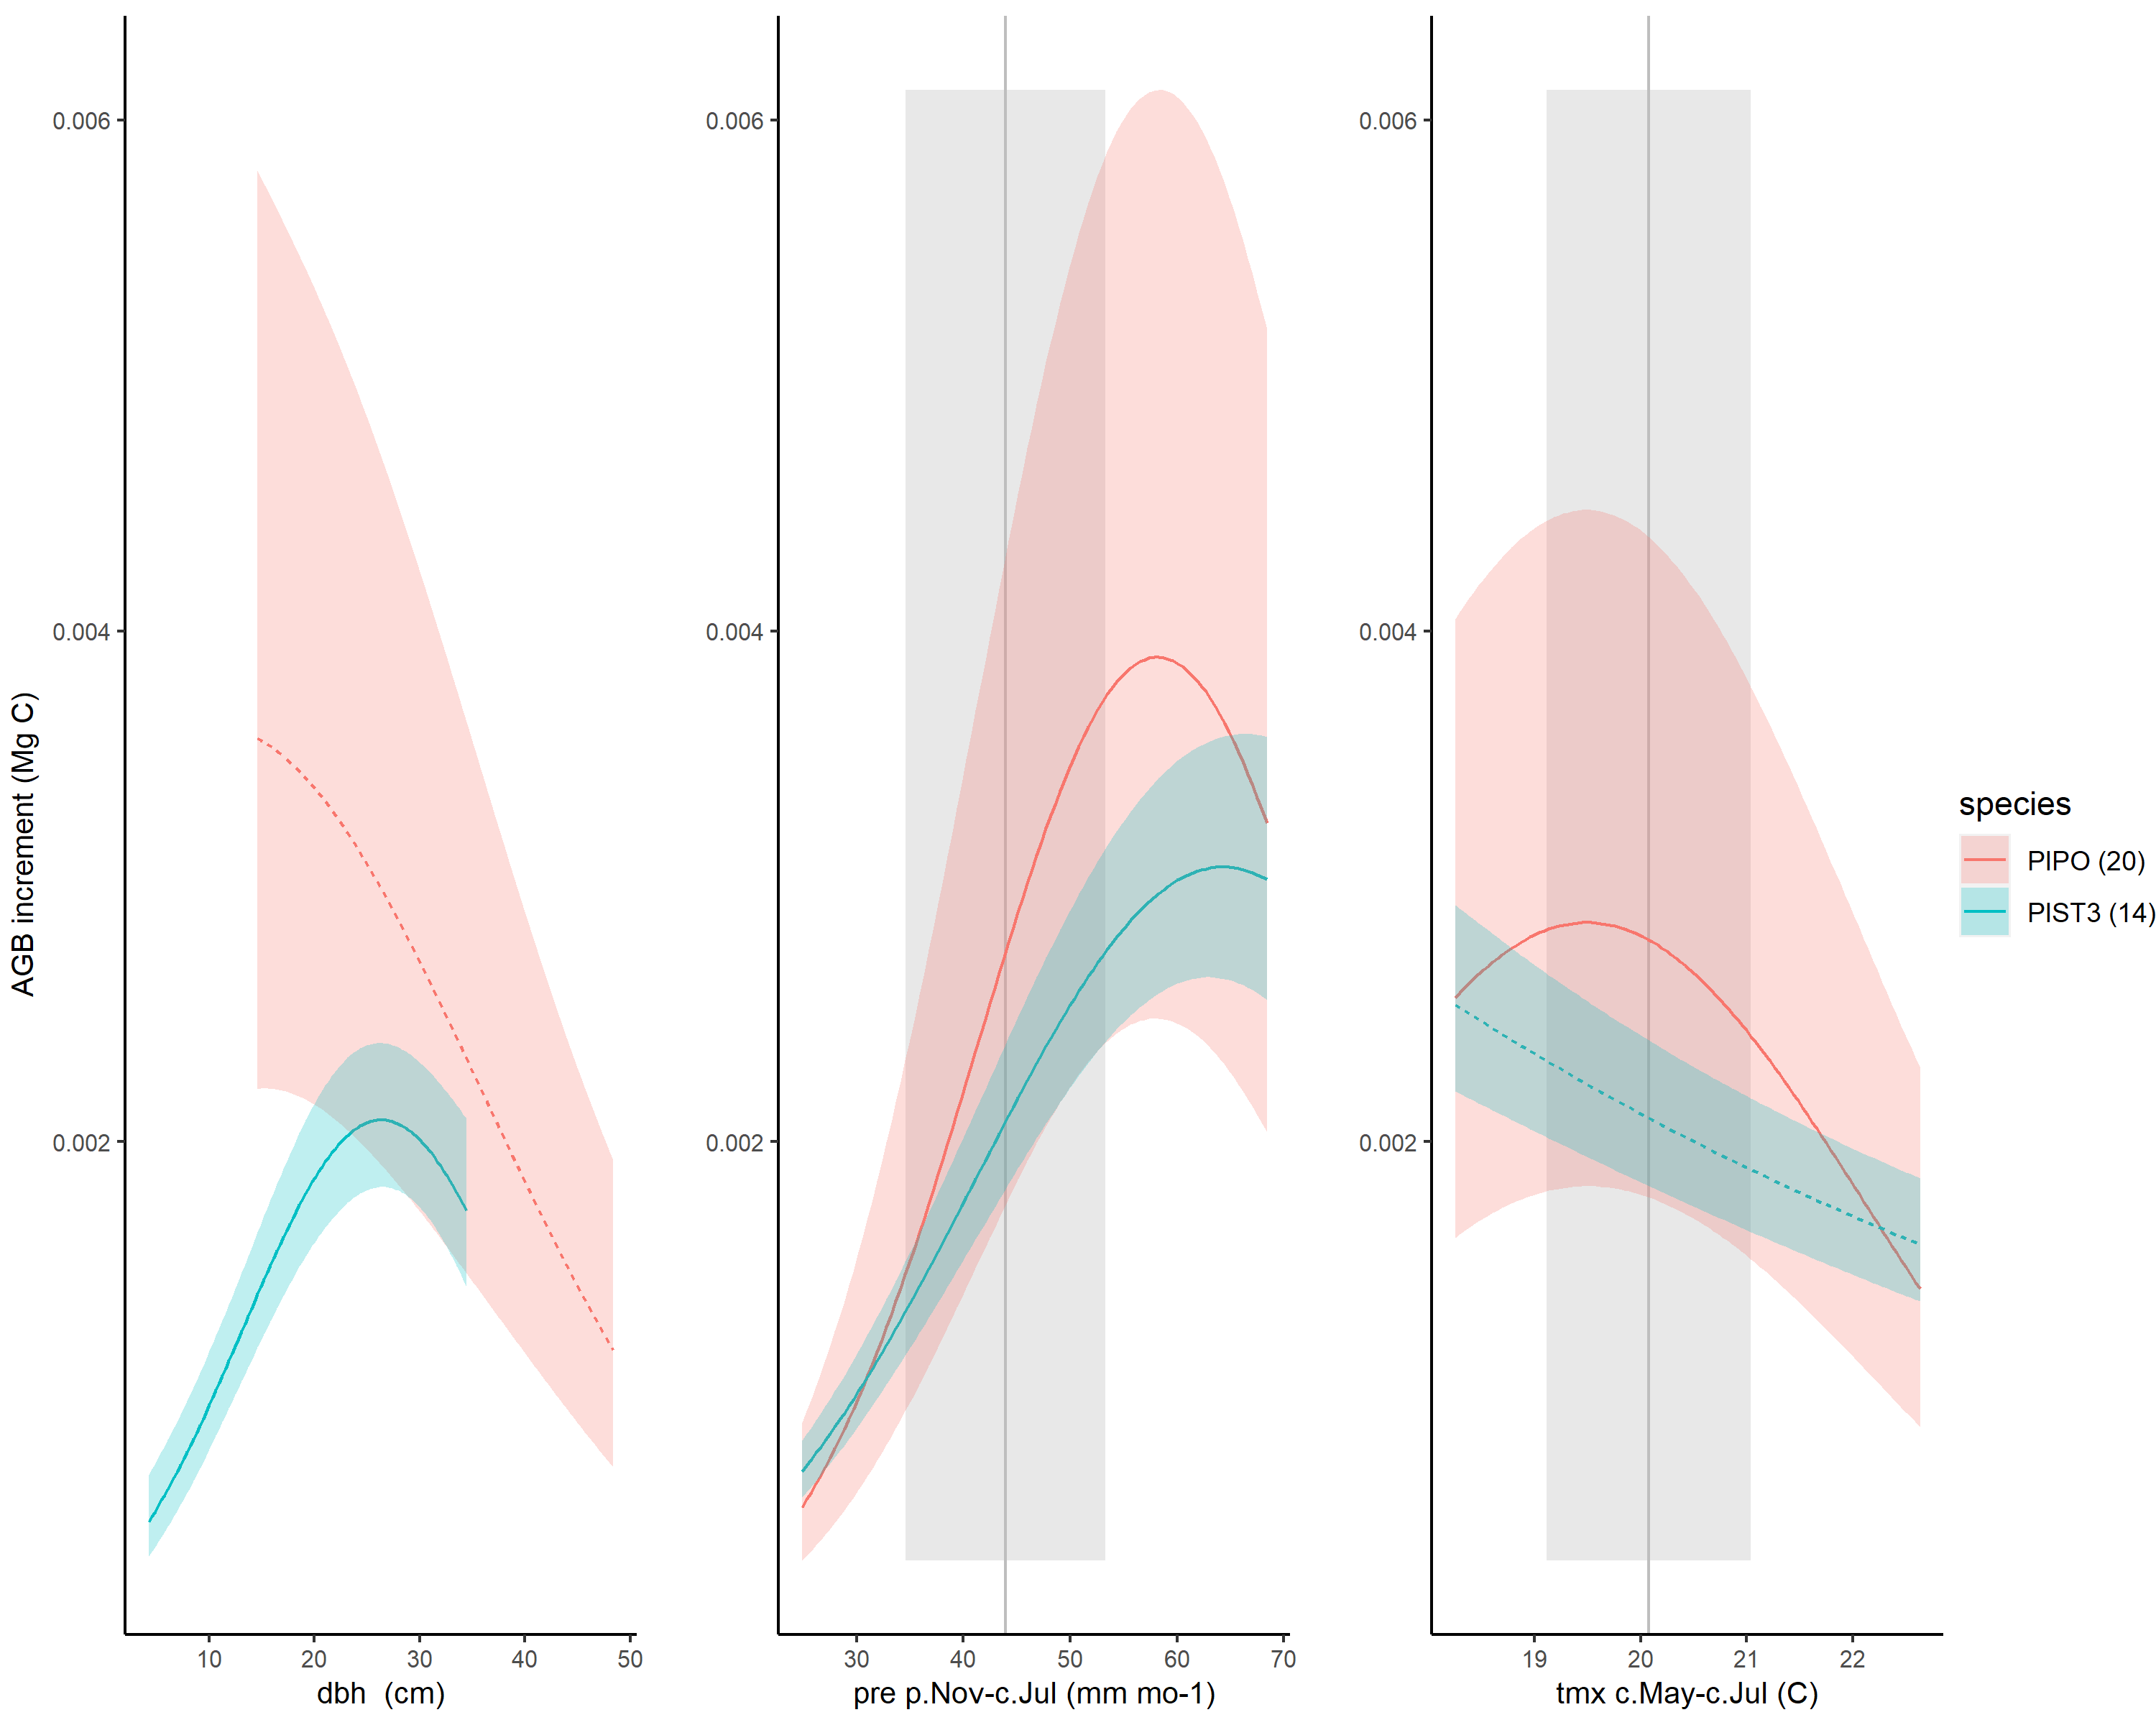 AGB increment (Mg C)
0.006
0.004
0.002
10 20 30 40 50
dbh  (cm)
0.006
0.004
0.002
30 40 50 60 70
pre p.Nov-c.Jul (mm mo-1)
0.006
0.004
0.002
19 20 21 22
tmx c.May-c.Jul (C)
species
PIPO (20)
PIST3 (14)